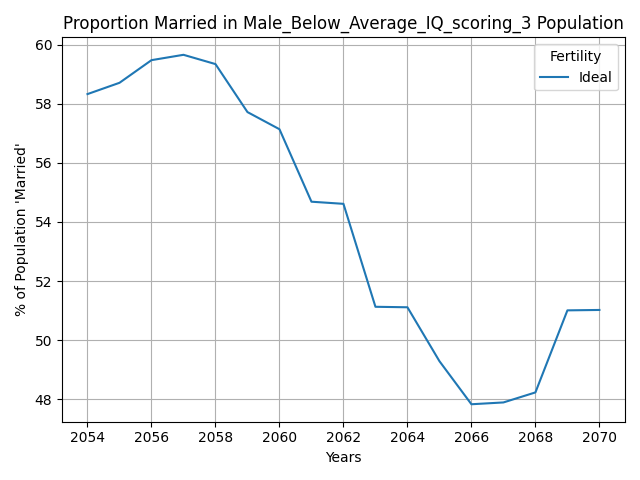 Proportion Married in Male_Below_Average_IQ_scoring_3 Population
% of Population 'Married'
60
58
56
54
52
50
48
Fertility
Ideal
2054 2056 2058 2060 2062 2064 2066 2068 2070
Years